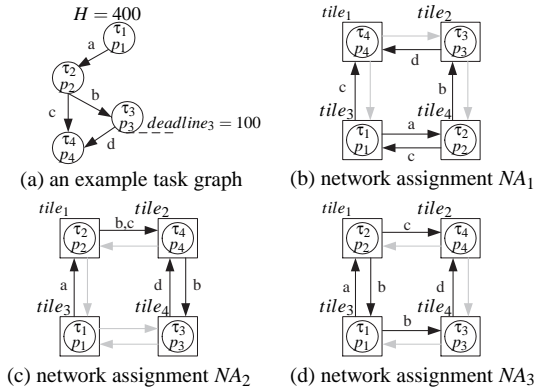 H = 400
τ1
p1
a
τ2
p2
b
c
τ3
p3
deadline3 = 100
d
τ4
p4
(a) an example task graph
tile1
tile2
τ4
p4
τ3
p3
d
c
b
tile3
tile4
τ1
p1
a
τ2
p2
c
(b) network assignment NA1
tile1
tile2
τ2
p2
b,c
τ4
p4
a
d
b
tile3
tile4
τ1
p1
τ3
p3
(c) network assignment NA2
tile1
tile2
τ2
p2
c
τ4
p4
a
b
d
tile3
tile4
τ1
p1
b
τ3
p3
(d) network assignment NA3